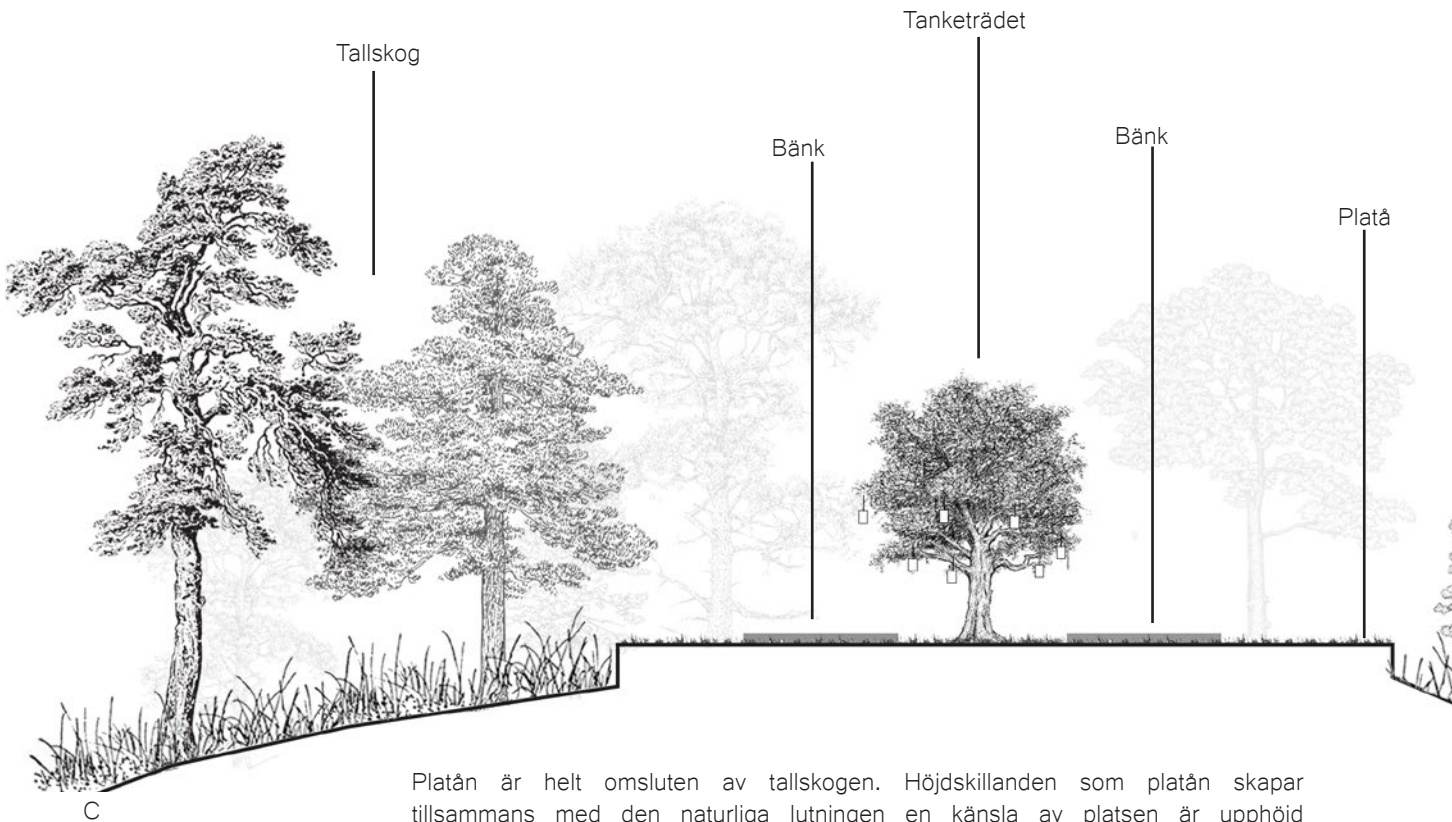 Tanketrädet
Tallskog
Bänk
Bänk
Platå
Platån är helt omsluten av tallskogen. Höjdskillanden som platån skapar
C
tillsammans med den naturliga lutningen en känsla av platsen är upphöjd